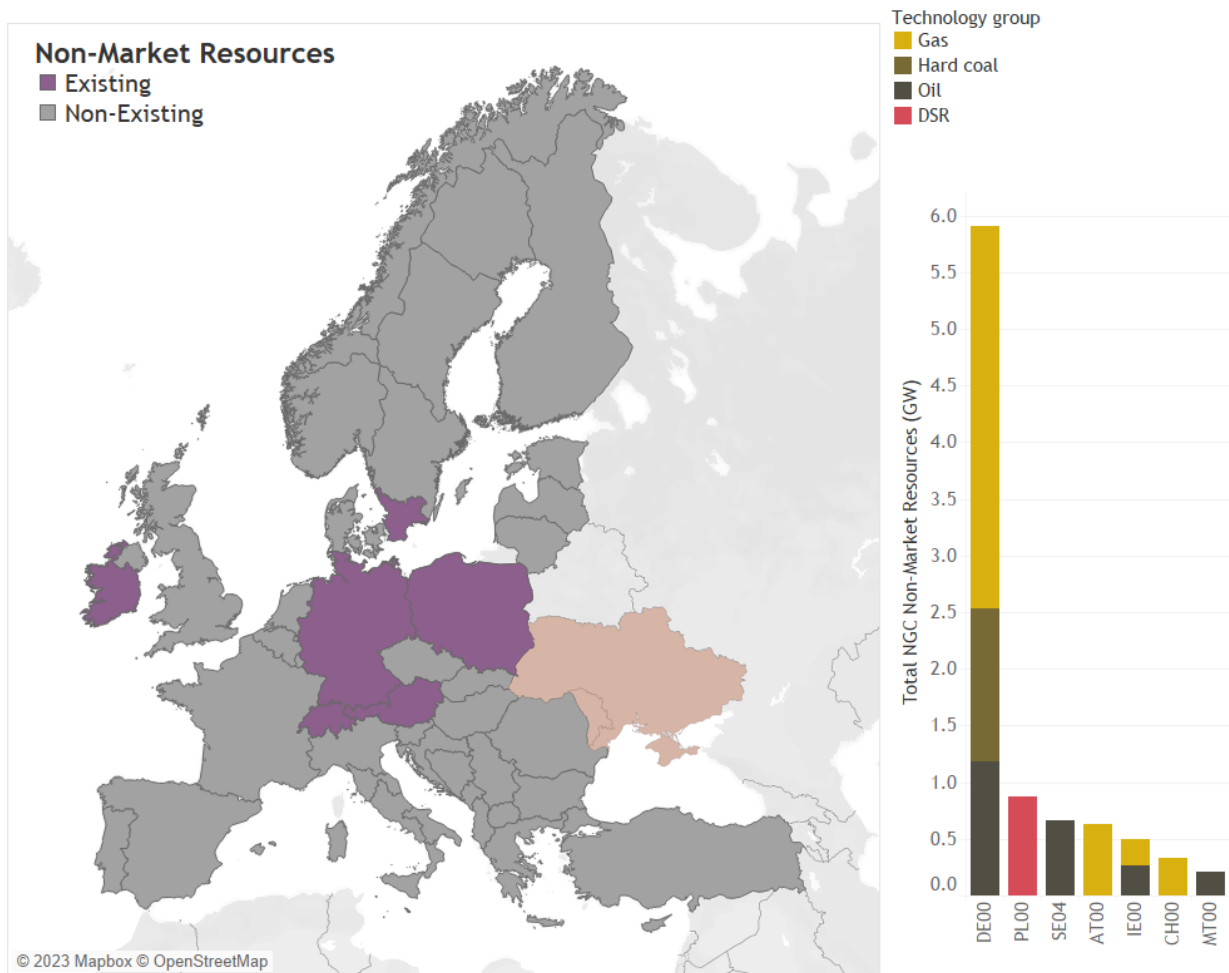 Non-Market Resources
Existing
Non-Existing
© 2023 Mapbox © OpenStreetMap
Technology group
Gas
Hard coal
Oil
DSR
Total NGC Non-Market Resources (GW)
6.0
5.5
5.0
4.5
4.0
3.5
3.0
2.5
2.0
1.5
1.0
0.5
0.0
DE00
PL00
SE04
AT00
IE00
CH00
MT00